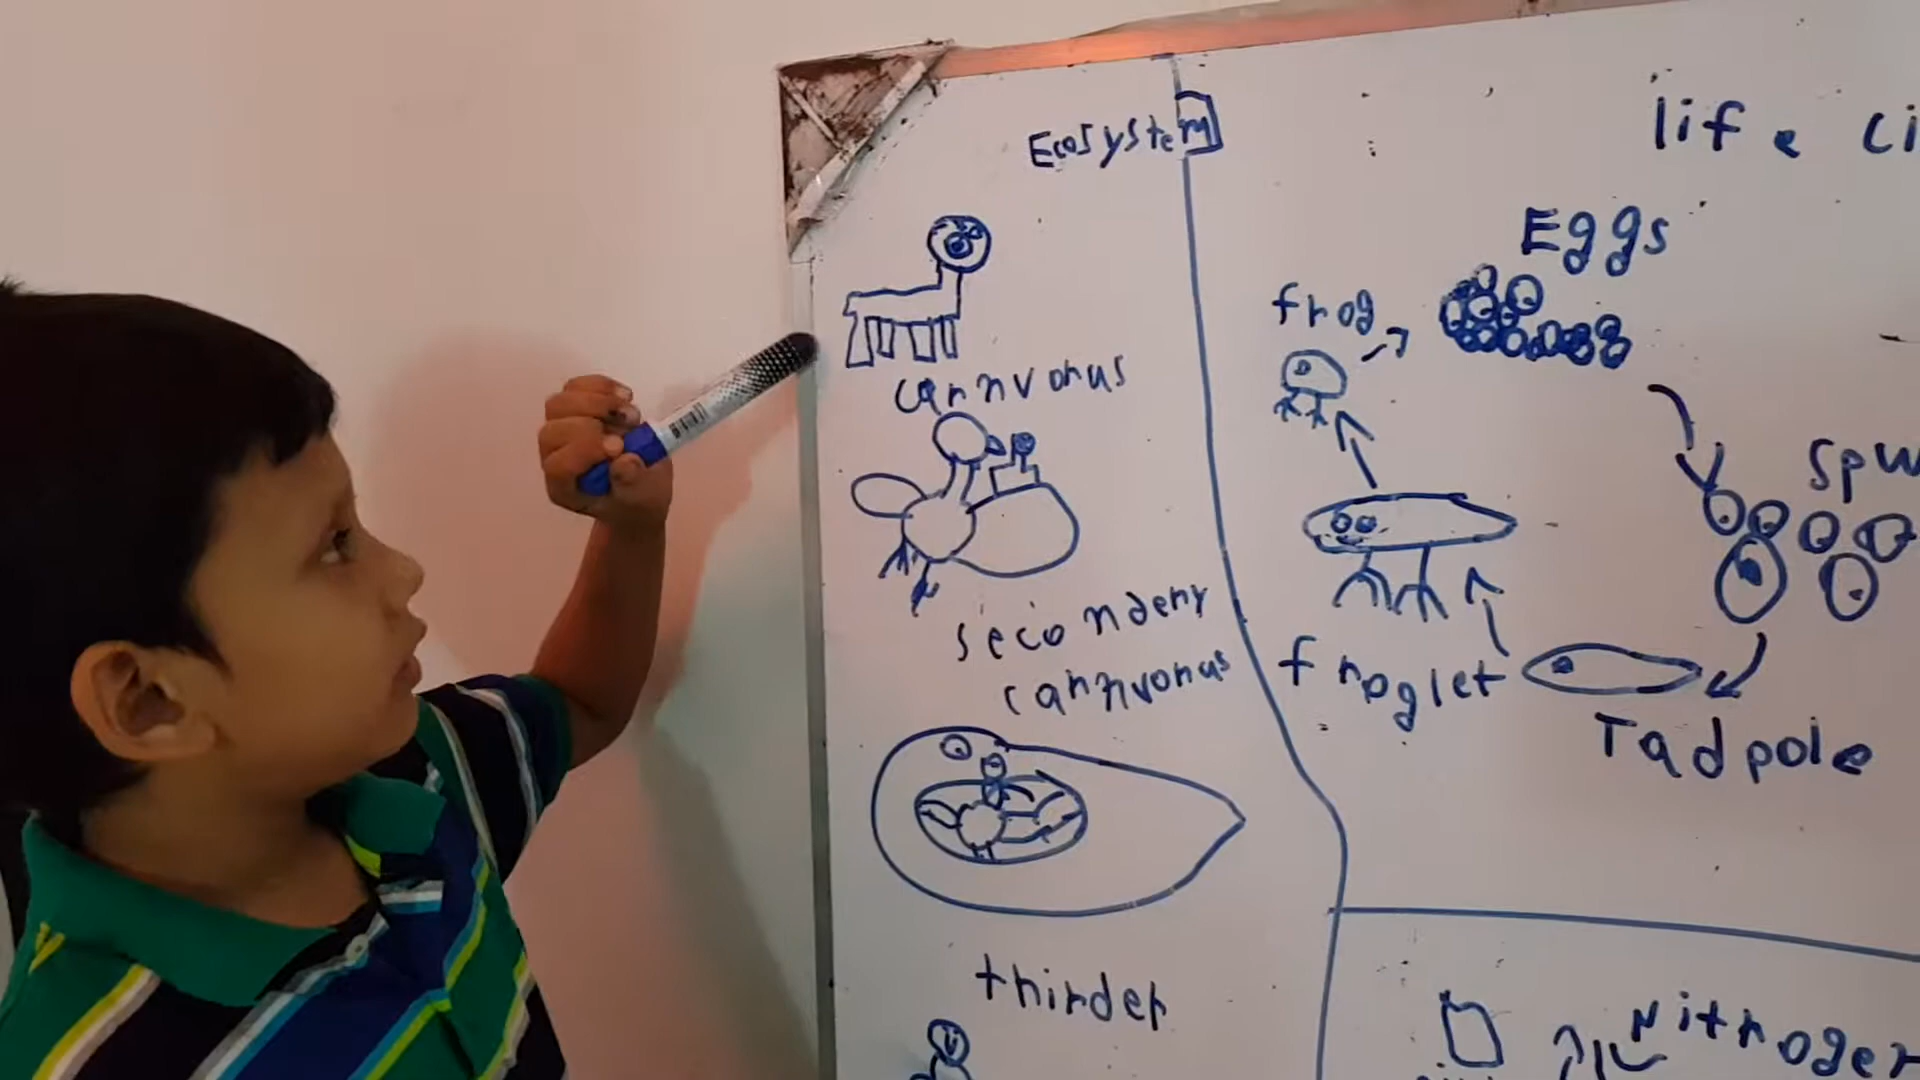 Ecosystem
carnvorus
secondery
carnvorus
thirder
life ci
Eggs
frog
spw
froglet
Tadpole
Nitrogen